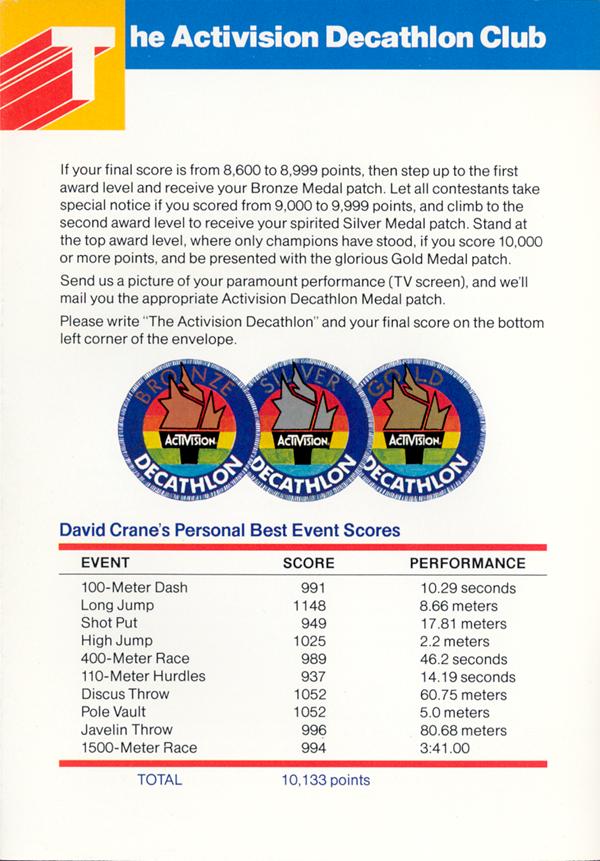 The Activision Decathlon Club
If your final score is from 8,600 to 8,999 points, then step up to the first
award level and receive your Bronze Medal patch. Let all contestants take
special notice if you scored from 9,000 to 9,999 points, and climb to the
second award level to receive your spirited Silver Medal patch. Stand at
the top award level, where only champions have stood, if you score 10,000
or more points, and be presented with the glorious Gold Medal patch.
Send us a picture of your paramount performance (TV screen), and we'll
mail you the appropriate Activision Decathlon Medal patch.
Please write "The Activision Decathlon" and your final score on the bottom
left corner of the envelope.
BRONZE SILVER GOLD
ACTIVISION. ACTIVISION. ACTIVISION.
DECATHLON DECATHLON DECATHLON
David Crane's Personal Best Event Scores
EVENT SCORE PERFORMANCE
100-Meter Dash 991 10.29 seconds
Long Jump 1148 8.66 meters
Shot Put 949 17.81 meters
High Jump 1025 2.2 meters
400-Meter Race 989 46.2 seconds
110-Meter Hurdles 937 14.19 seconds
Discus Throw 1052 60.75 meters
Pole Vault 1052 5.0 meters
Javelin Throw 996 80.68 meters
1500-Meter Race 994 3:41.00
TOTAL 10,133 points